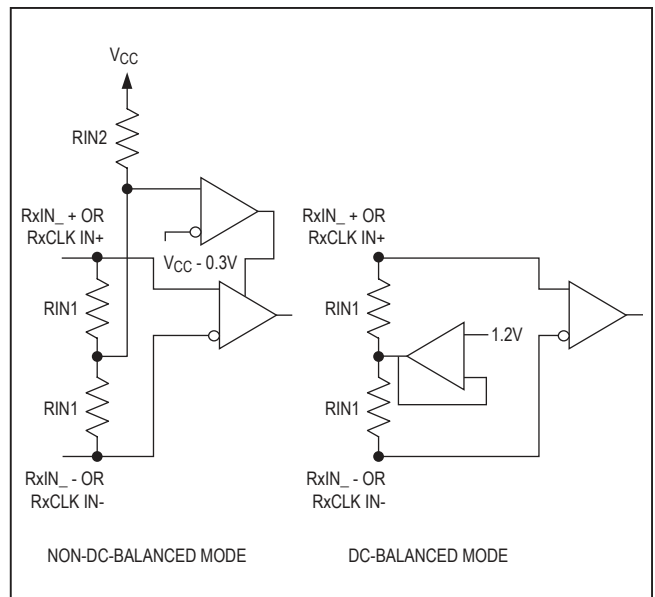 VCC
RIN2
RxIN_ + OR
RxCLK IN+
VCC - 0.3V
RIN1
RIN1
RxIN_ - OR
RxCLK IN-
NON-DC-BALANCED MODE
RxIN_ + OR
RxCLK IN+
RIN1
1.2V
RIN1
RxIN_ - OR
RxCLK IN-
DC-BALANCED MODE